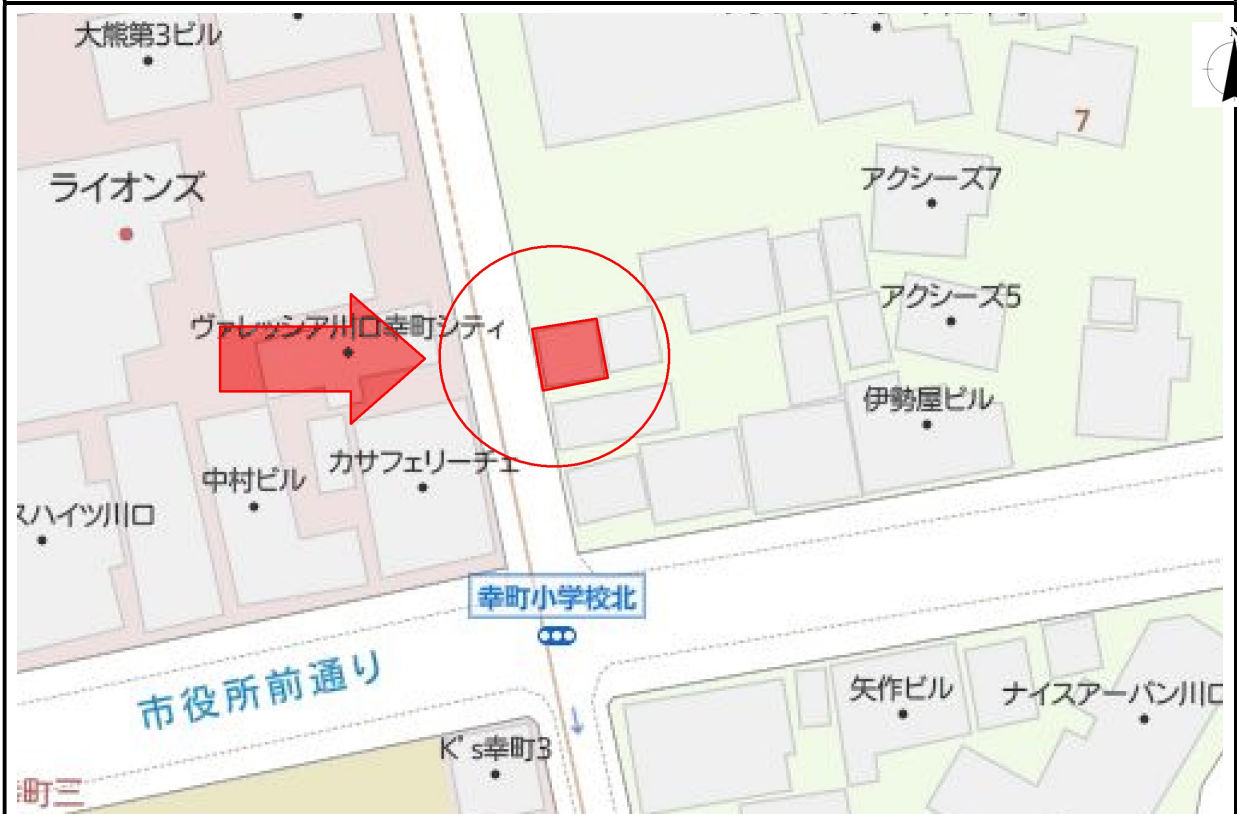 大熊第3ビル
N
7
ライオンズ
アクシーズ7
アクシーズ5
ヴァレッシア川口幸町シティ
伊勢屋ビル
カサフェリーチェ
中村ビル
スハイツ川口
幸町小学校北
市役所前通り
矢作ビル
ナイスアーバン川口
K's幸町3
幸町三